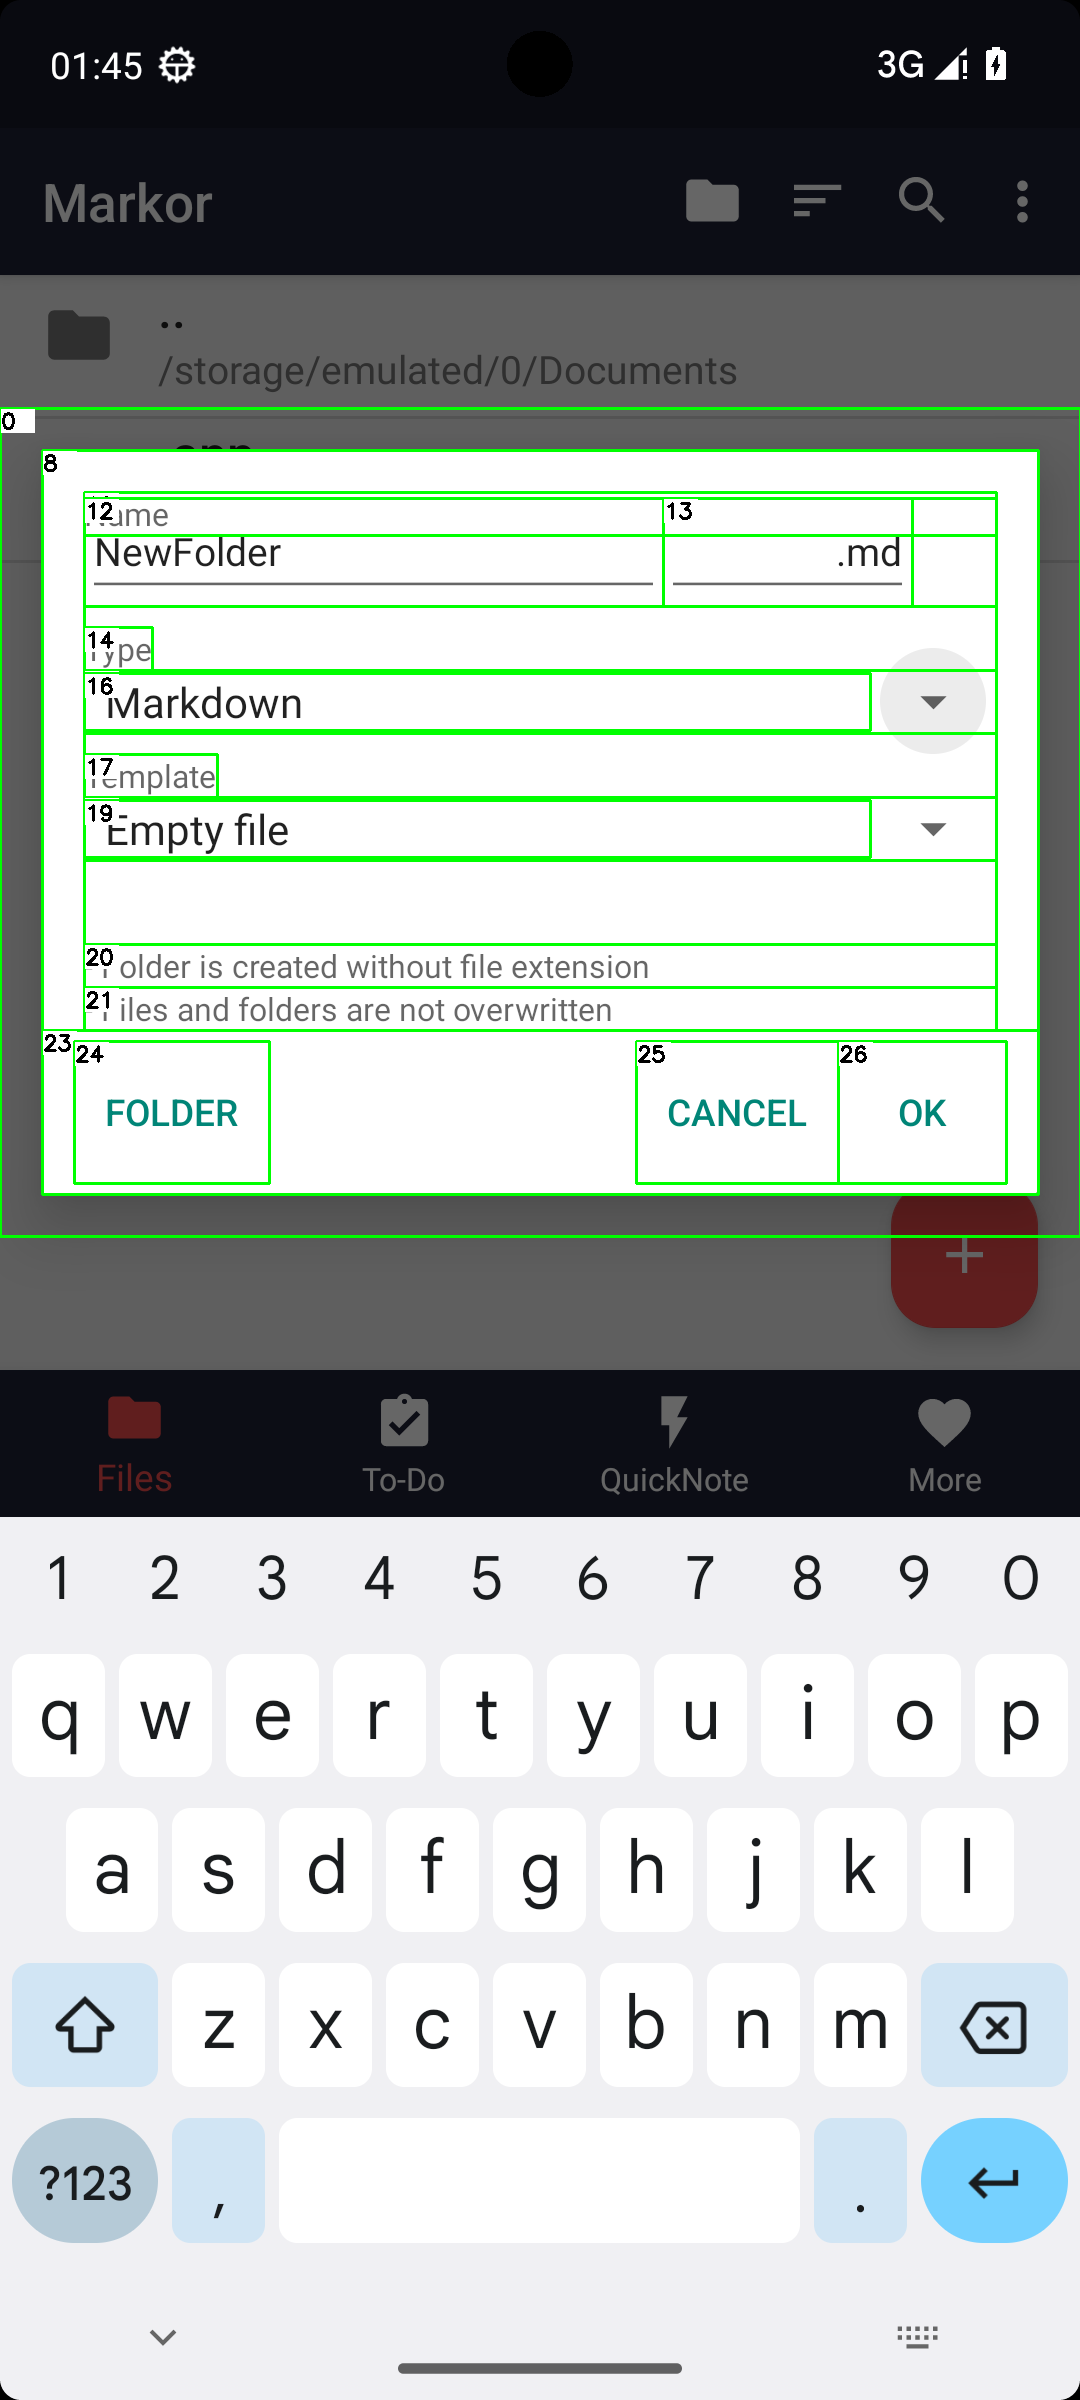 01:45
3G
Markor
..
/storage/emulated/0/Documents
0
8
12
13
NewFolder
.md
14
16
Markdown
17
19
Empty file
20
older is created without file extension
21
iles and folders are not overwritten
23
24
25
26
FOLDER
CANCEL
OK
Files
To-Do
QuickNote
More
1 2 3 4 5 6 7 8 9 0
q w e r t y u i o p
a s d f g h j k l
z x c v b n m
?123 , .